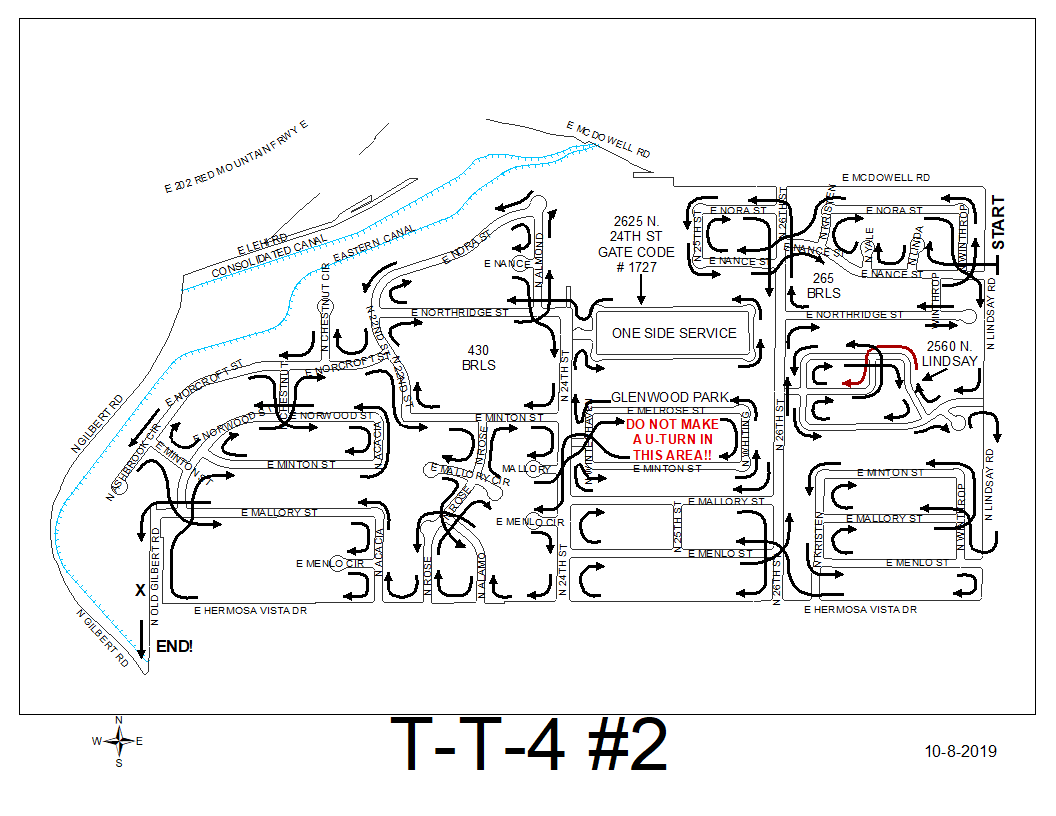 E MCDOWELL RD
E 202 RED MOUNTAIN FRWY E
E MCDOWELL RD
START
E LEHI RD
CONSOLIDATED CANAL
EASTERN CANAL
E NORA ST
E NANCE
N ALMOND
2625 N.
24TH ST
GATE CODE
# 1727
E NORA ST
N 25TH ST
E NANCE ST
N 26TH ST
N KRISTEN
E NORA ST
N YALE
N LINDA
N WINTHROP
E NANCE ST
E NANCE ST
265
BRLS
WINTHROP
N LINDSAY RD
N CHESTNUT CIR
N 22ND ST
E NORTHRIDGE ST
E NORTHRIDGE ST
ONE SIDE SERVICE
430
BRLS
2560 N.
LINDSAY
E NORCROFT ST
E NORCROFT ST
N 22ND ST
N 24TH ST
N CHESTNUT
GLENWOOD PARK
E MELROSE ST
DO NOT MAKE
A U-TURN IN
THIS AREA!!
E MINTON ST
N WINTERHAVEN
N WHITING
N 26TH ST
N GILBERT RD
E NORWOOD ST
E NORWOOD ST
N ACACIA
E MINTON ST
N ROSE
N ASHBROOK CIR
E MINTON ST
E MINTON ST
E MALLORY CIR
MALLORY
E MINTON ST
N LINDSAY RD
N ROSE
E MALLORY ST
E MALLORY ST
E MALLORY ST
E MENLO CIR
N 25TH ST
N KRISTEN
N WINTHROP
N OLD GILBERT RD
E MENLO CIR
N ACACIA
N ROSE
N ALAMO
N 24TH ST
E MENLO ST
N 26TH ST
E MENLO ST
X
E HERMOSA VISTA DR
E HERMOSA VISTA DR
N GILBERT RD
END!
N
W E
S
T-T-4 #2
10-8-2019